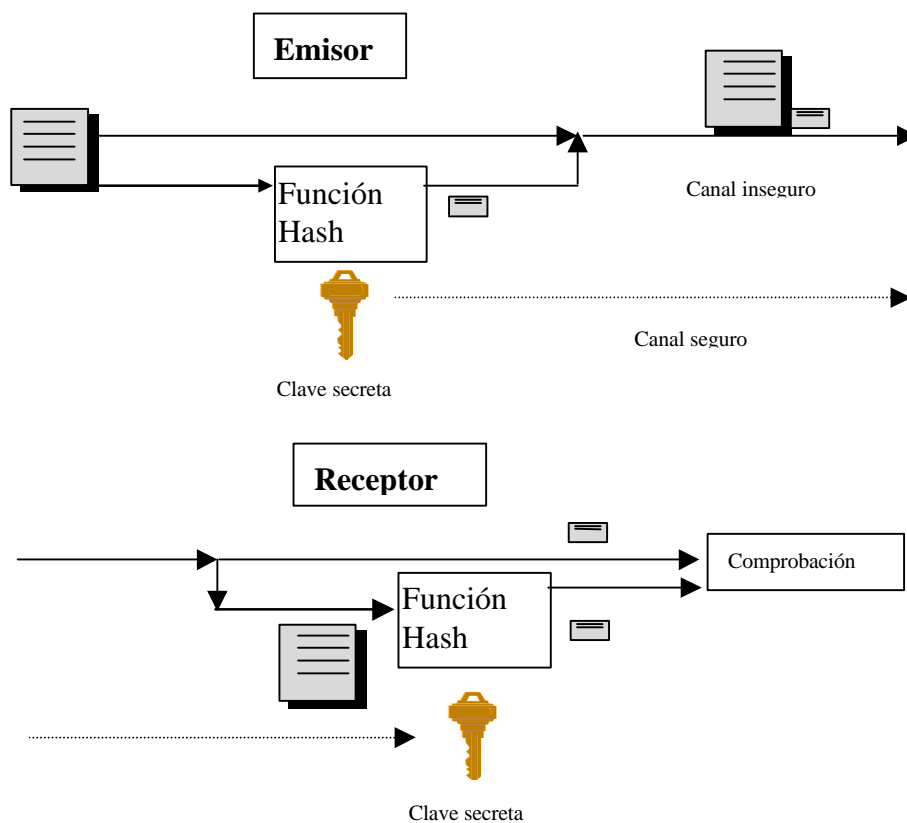 Emisor
Función
Hash
Canal inseguro
Canal seguro
Clave secreta
Receptor
Comprobación
Función
Hash
Clave secreta